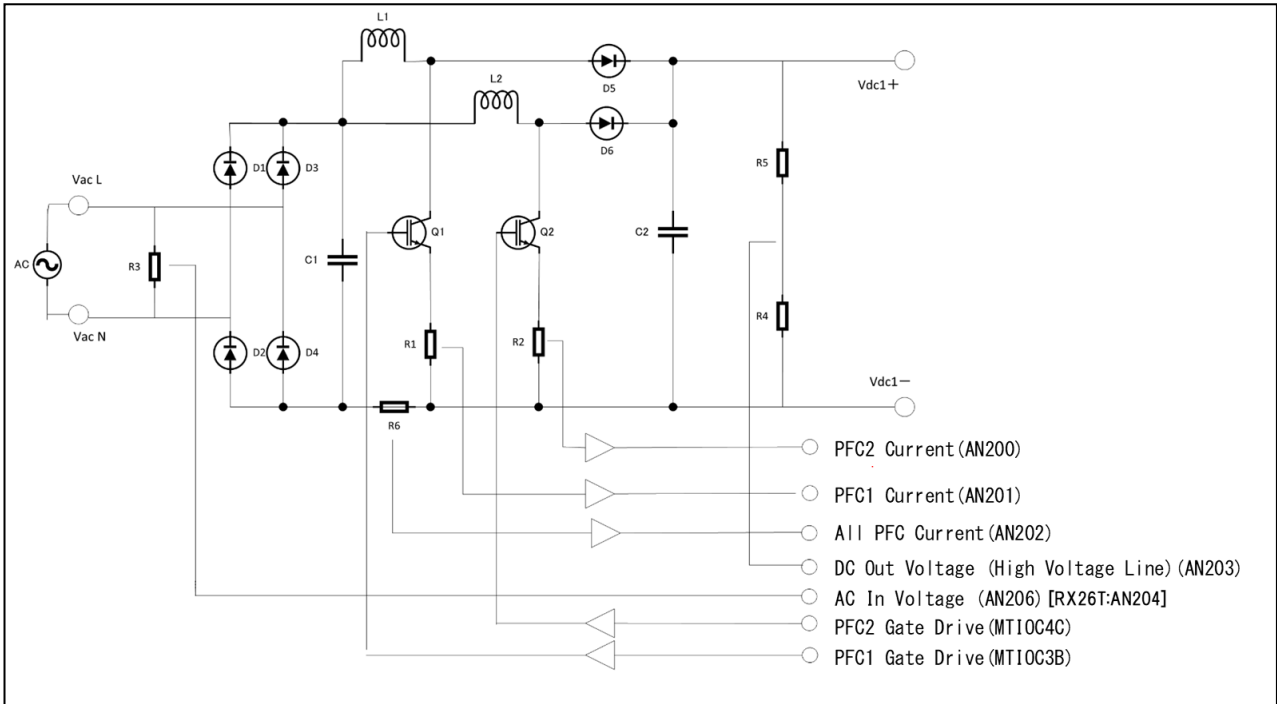 L1
D5
Vdc1+
L2
D6
D1
D3
R5
Vac L
Q1
Q2
C2
AC
R3
C1
R4
Vac N
D2
D4
R1
R2
Vdc1-
R6
PFC2 Current(AN200)
PFC1 Current(AN201)
All PFC Current(AN202)
DC Out Voltage (High Voltage Line)(AN203)
AC In Voltage (AN206)[RX26T:AN204]
PFC2 Gate Drive(MTIOC4C)
PFC1 Gate Drive(MTIOC3B)